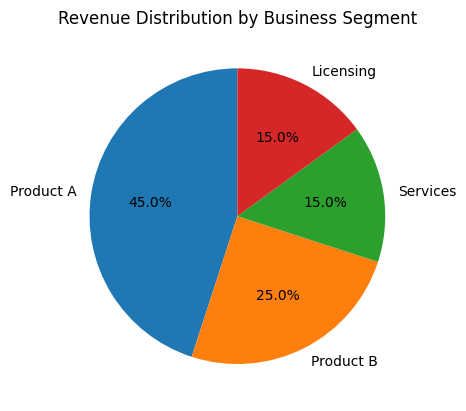 Revenue Distribution by Business Segment
Licensing
15.0%
Product A
45.0%
15.0%
Services
25.0%
Product B